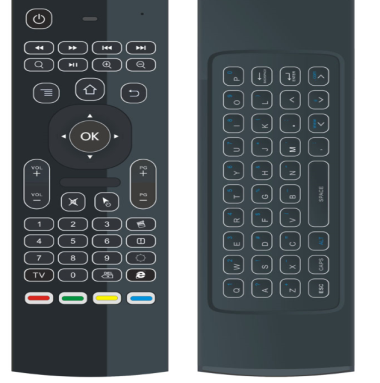 OK
VOL
PG
VOL
PG
1 2 3
4 5 6
7 8 9
TV 0
Q W E R T Y U I O P
A S D F G H J K L
Z X C V B N M
ESC CAPS SPACE